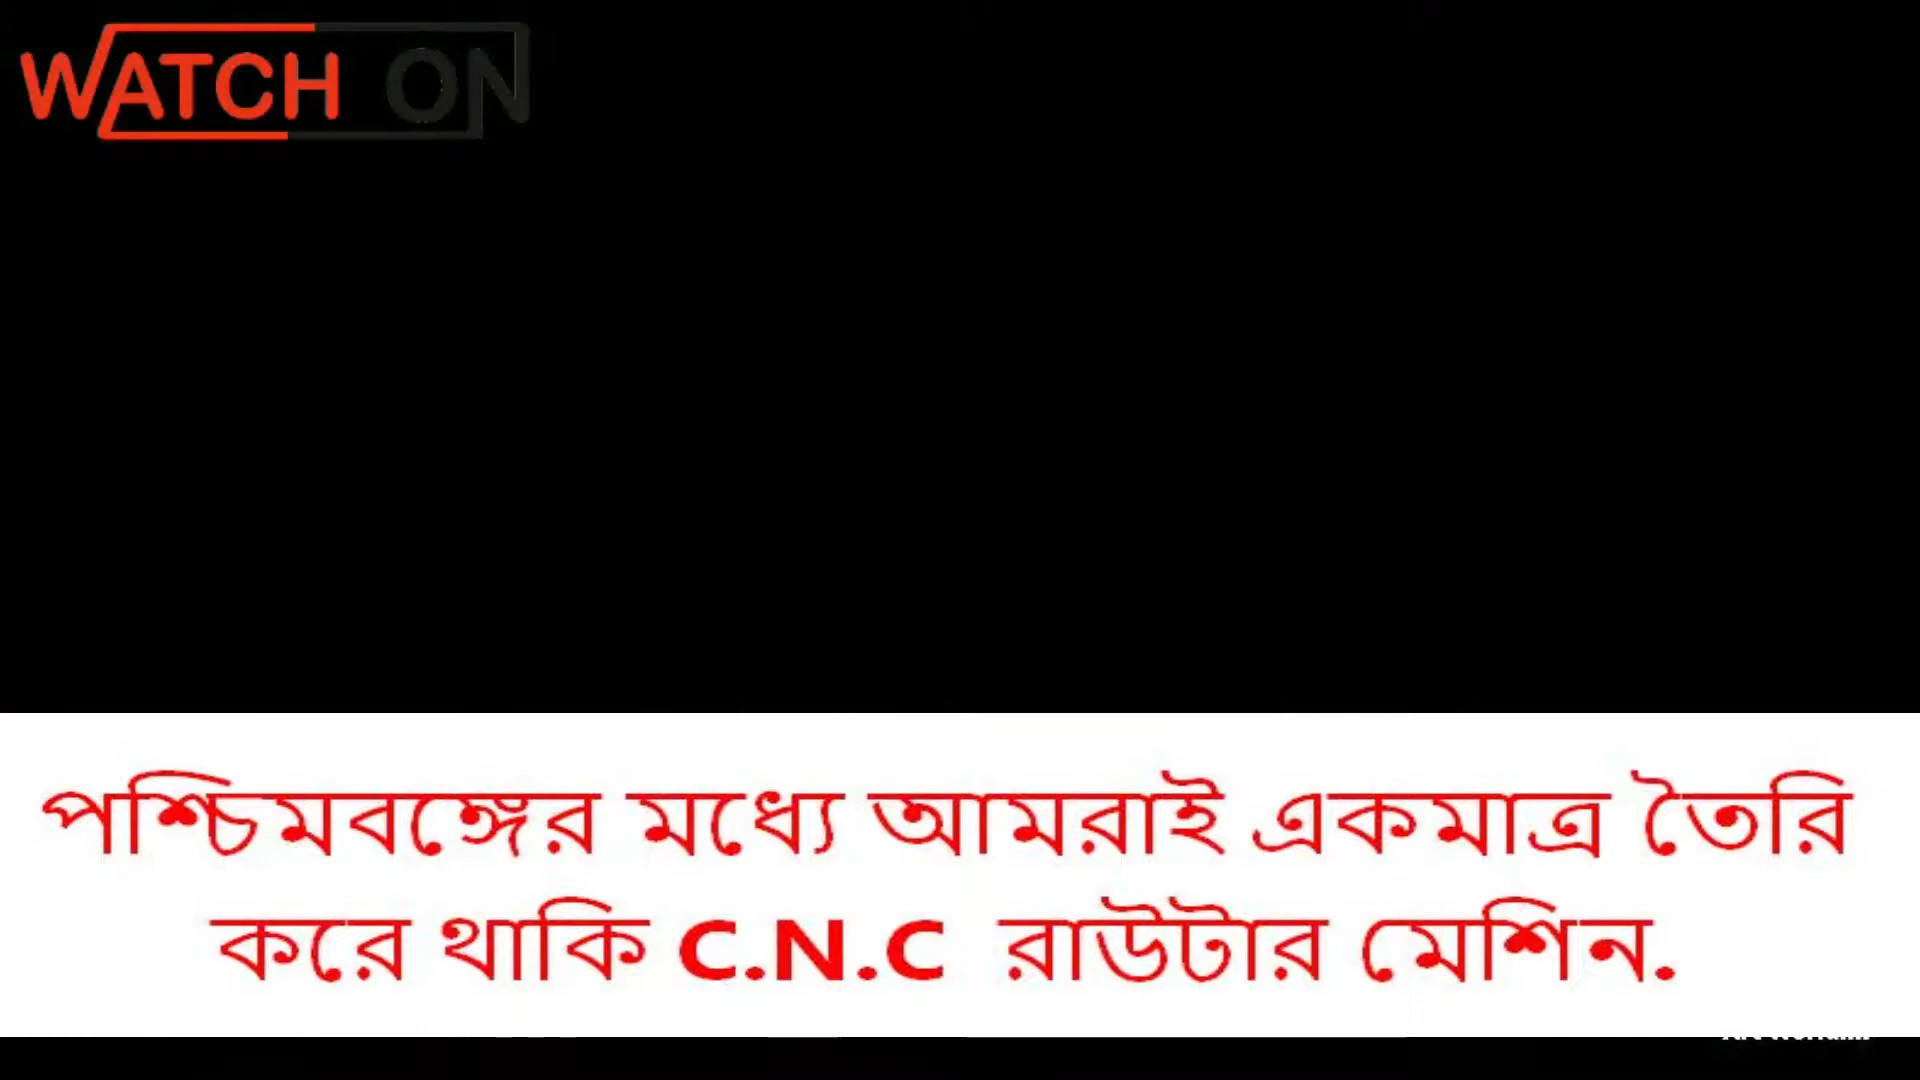 WATCH ON
পশ্চিমবঙ্গের মধ্যে আমরাই একমাত্র তৈরি
করে থাকি C.N.C রাউটার মেশিন.